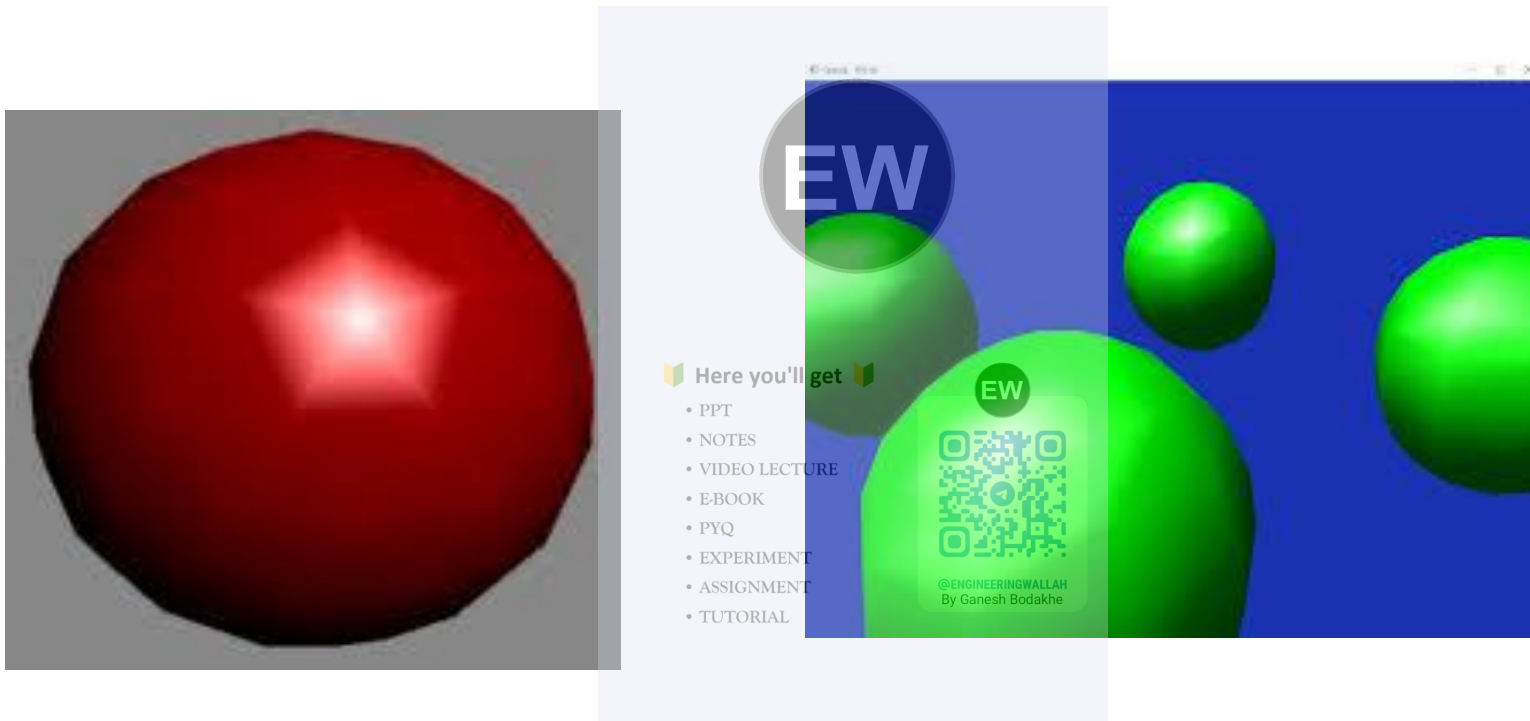 EW
🔰 Here you'll get 🔰
• PPT
• NOTES
• VIDEO LECTURE
• E-BOOK
• PYQ
• EXPERIMENT
• ASSIGNMENT
• TUTORIAL
EW
@ENGINEERINGWALLAH
By Ganesh Bodakhe